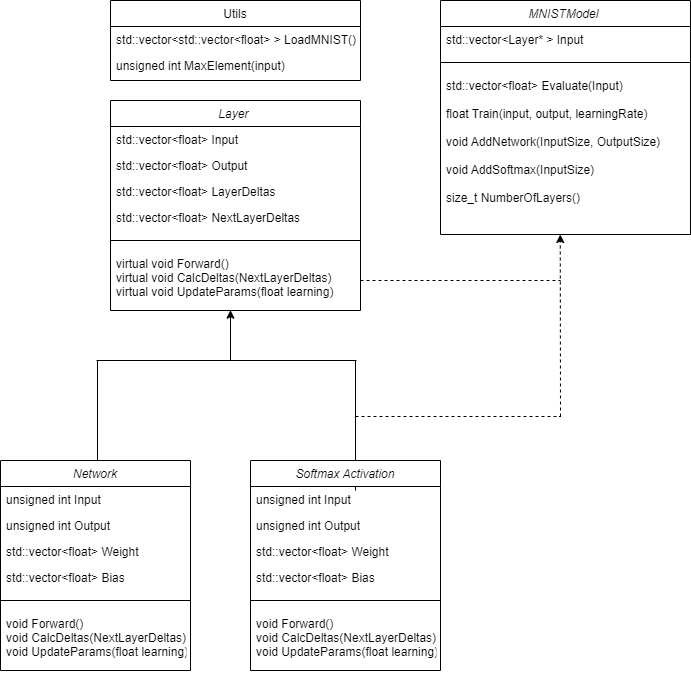 Utils
std::vector<std::vector<float> > LoadMNIST()
unsigned int MaxElement(input)
MNISTModel
std::vector<Layer* > Input
std::vector<float> Evaluate(Input)
float Train(input, output, learningRate)
void AddNetwork(InputSize, OutputSize)
void AddSoftmax(InputSize)
size_t NumberOfLayers()
Layer
std::vector<float> Input
std::vector<float> Output
std::vector<float> LayerDeltas
std::vector<float> NextLayerDeltas
virtual void Forward()
virtual void CalcDeltas(NextLayerDeltas)
virtual void UpdateParams(float learning)
Network
unsigned int Input
unsigned int Output
std::vector<float> Weight
std::vector<float> Bias
void Forward()
void CalcDeltas(NextLayerDeltas)
void UpdateParams(float learning)
Softmax Activation
unsigned int Input
unsigned int Output
std::vector<float> Weight
std::vector<float> Bias
void Forward()
void CalcDeltas(NextLayerDeltas)
void UpdateParams(float learning)